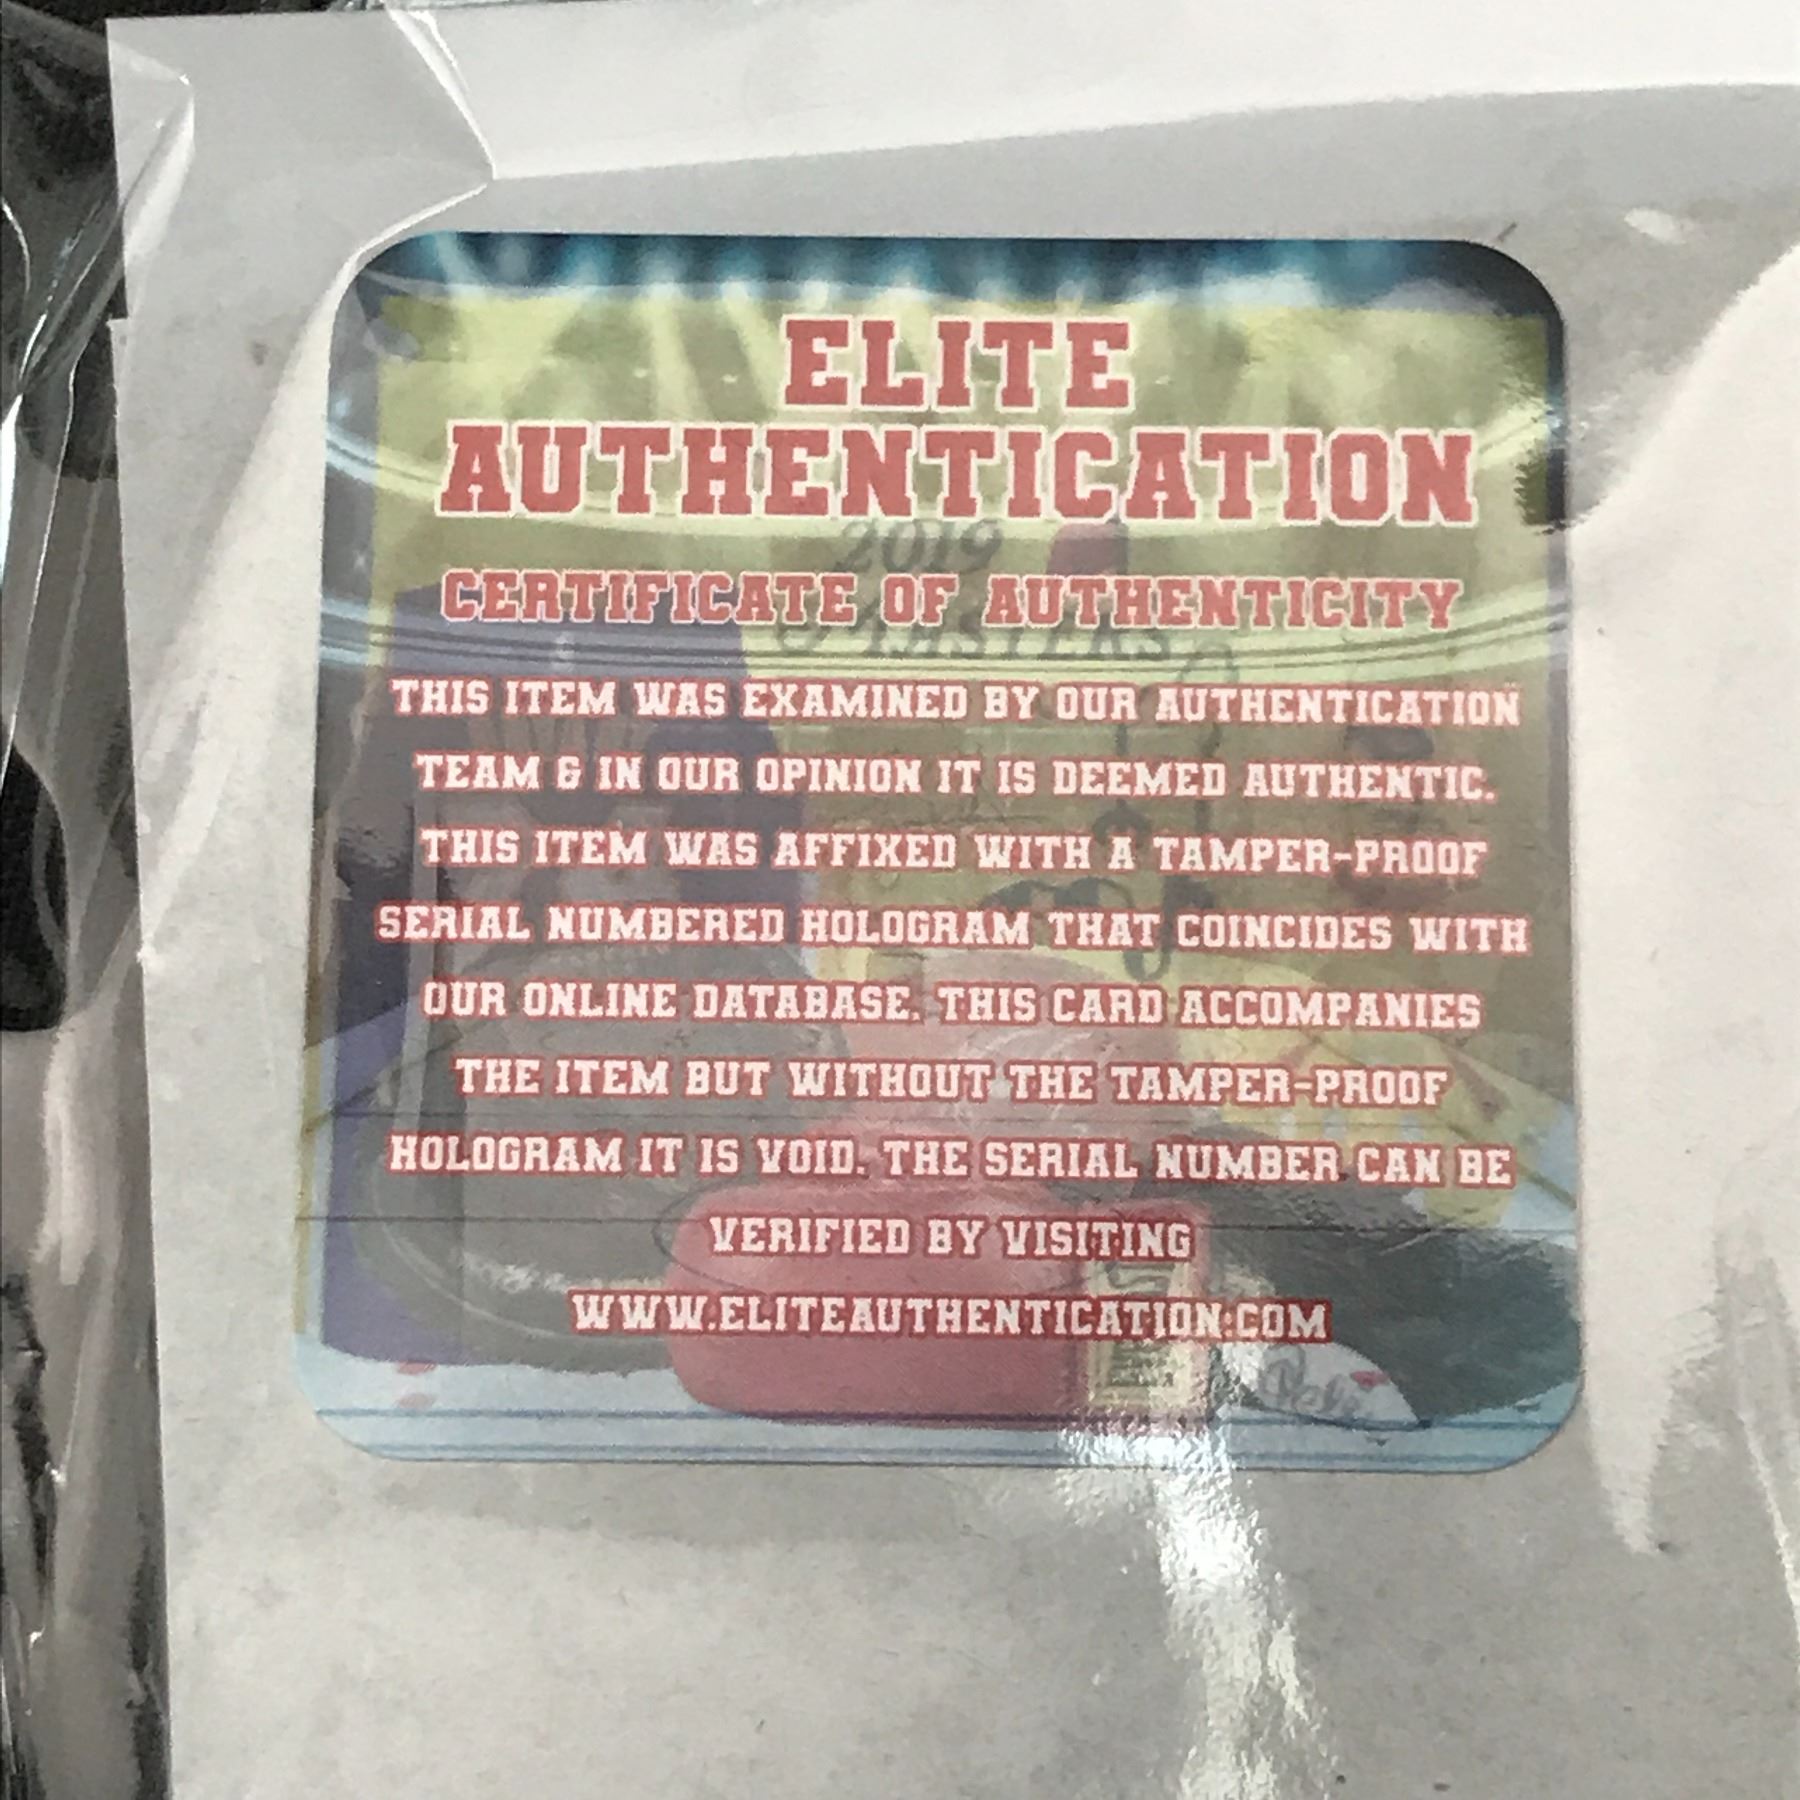 ELITE
AUTHENTICATION
2019
CERTIFICATE OF AUTHENTICITY
MASTERS
THIS ITEM WAS EXAMINED BY OUR AUTHENTICATION
TEAM & IN OUR OPINION IT IS DEEMED AUTHENTIC.
THIS ITEM WAS AFFIXED WITH A TAMPER-PROOF
SERIAL NUMBERED HOLOGRAM THAT COINCIDES WITH
OUR ONLINE DATABASE. THIS CARD ACCOMPANIES
THE ITEM BUT WITHOUT THE TAMPER-PROOF
HOLOGRAM IT IS VOID. THE SERIAL NUMBER CAN BE
VERIFIED BY VISITING
WWW.ELITEAUTHENTICATION.COM